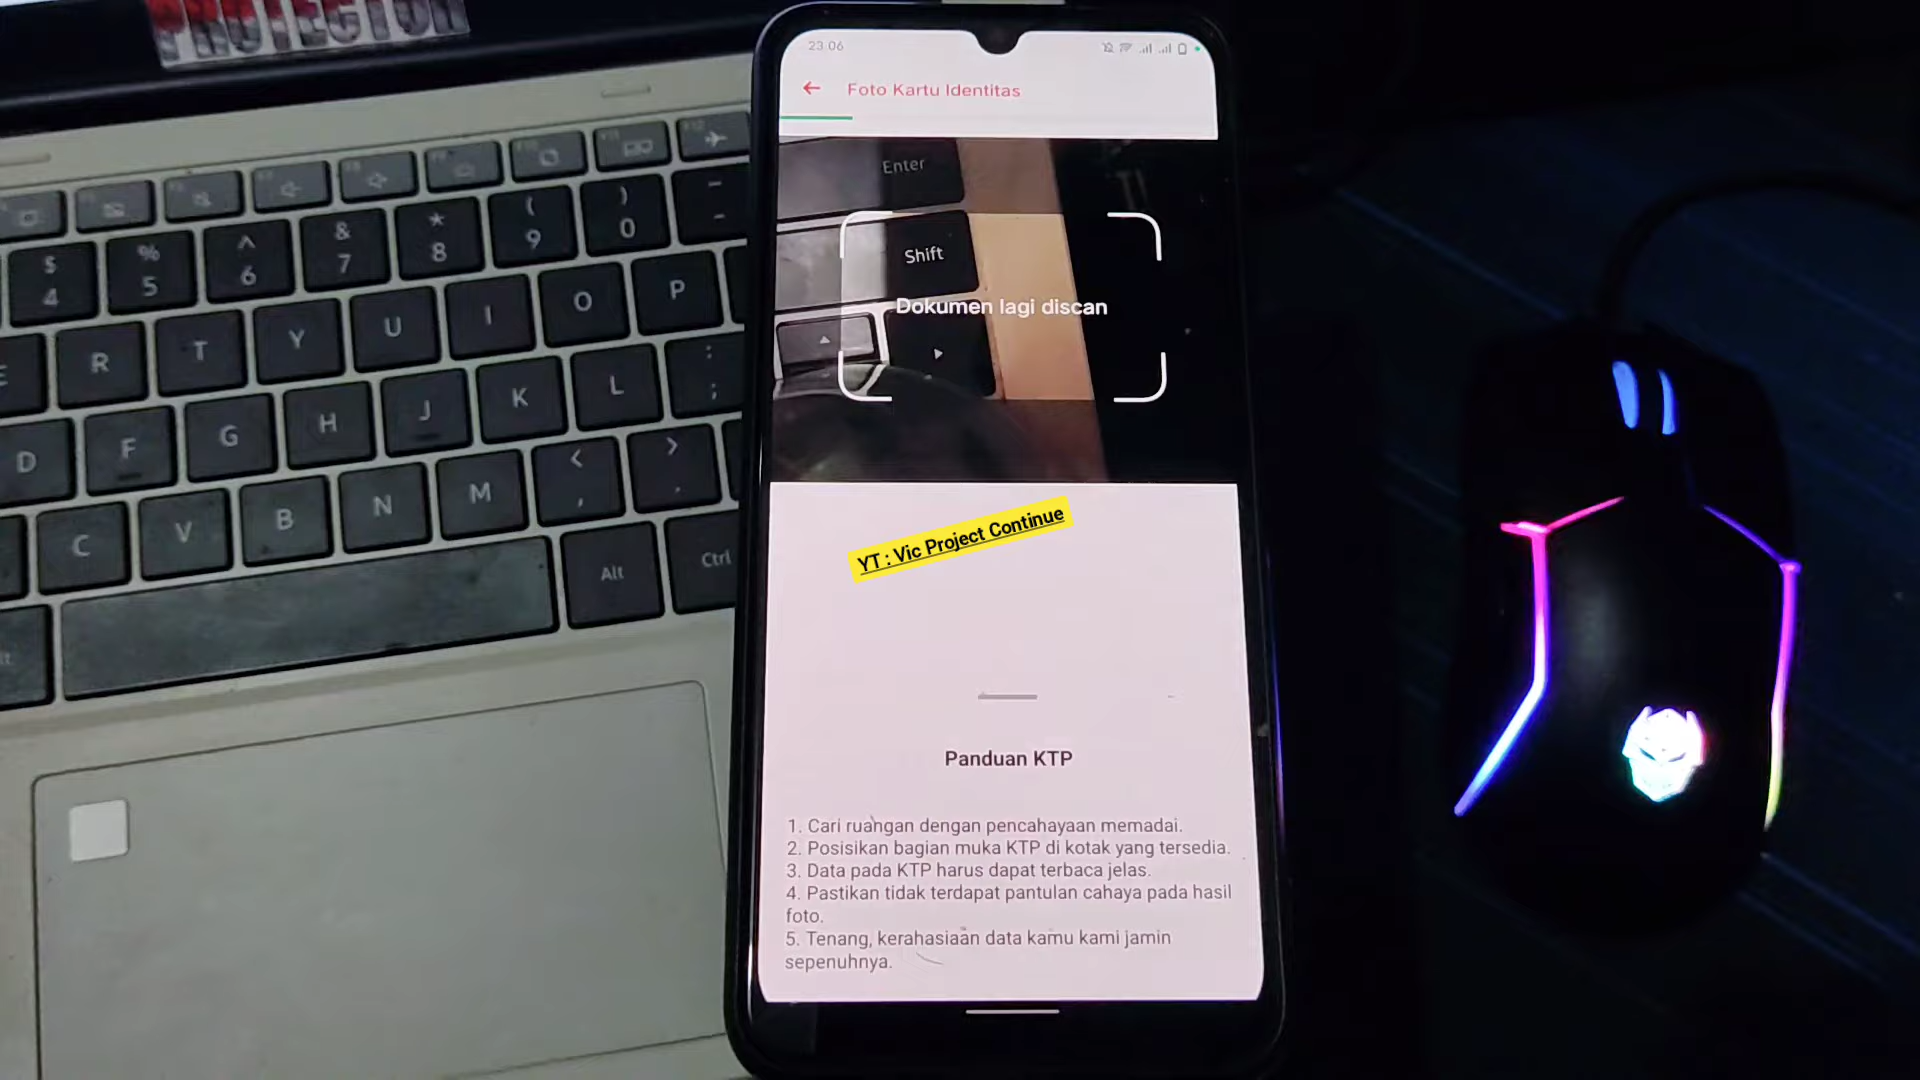 PROTECTOR
23.06
Foto Kartu Identitas
Enter
Shift
Dokumen lagi discan
YT : Vic Project Continue
Panduan KTP
1. Cari ruangan dengan pencahayaan memadai.
2. Posisikan bagian muka KTP di kotak yang tersedia.
3. Data pada KTP harus dapat terbaca jelas.
4. Pastikan tidak terdapat pantulan cahaya pada hasil
foto.
5. Tenang, kerahasiaan data kamu kami jamin
sepenuhnya.
$ % ^ & * ( ) _
4 5 6 7 8 9 0 -
R T Y U I O P
D F G H J K L : ;
C V B N M < , > .
Alt Ctrl